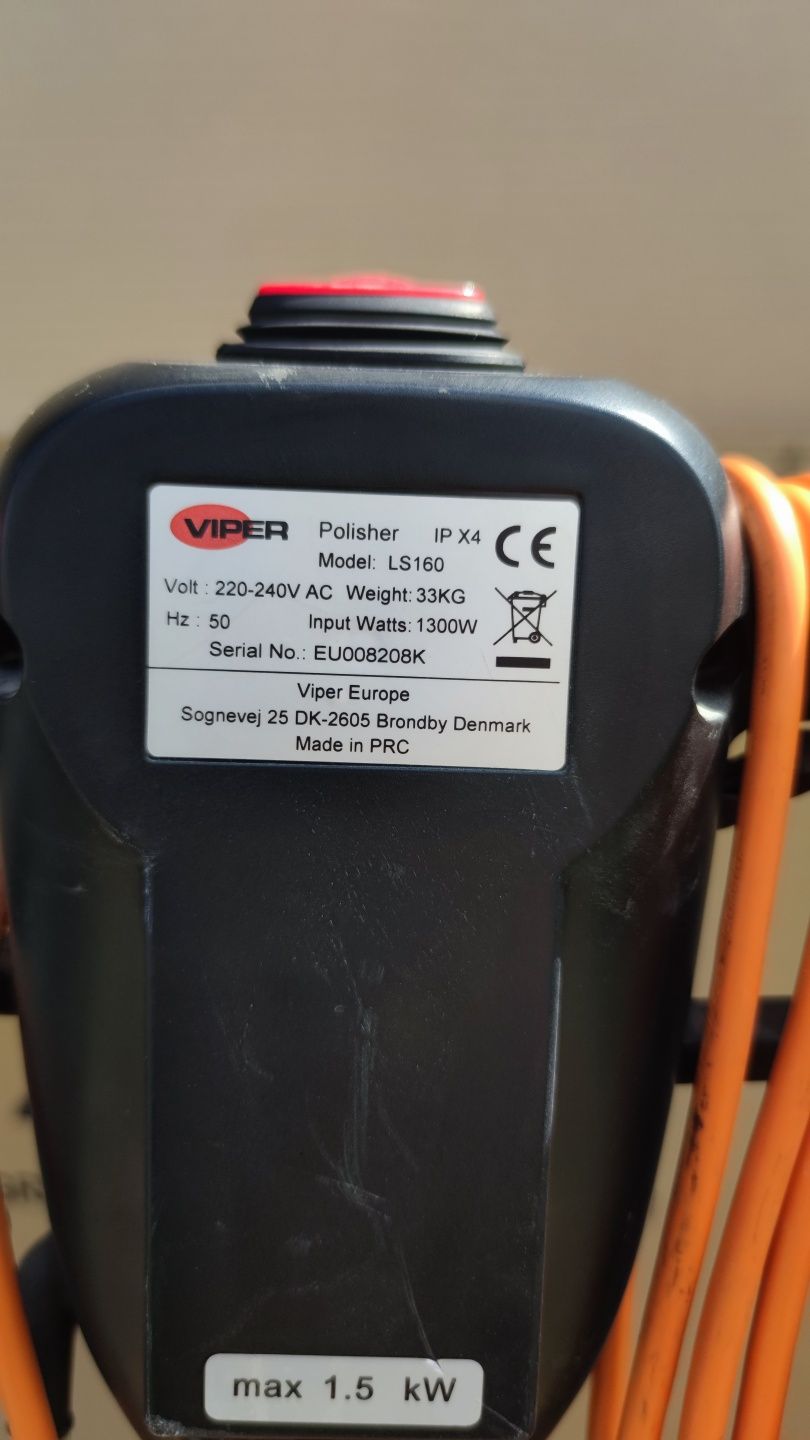 VIPER Polisher IP X4 CE
Model: LS160
Volt : 220-240V AC Weight: 33KG
Hz : 50 Input Watts: 1300W
Serial No.: EU008208K
Viper Europe
Sognevej 25 DK-2605 Brondby Denmark
Made in PRC
max 1.5 kW